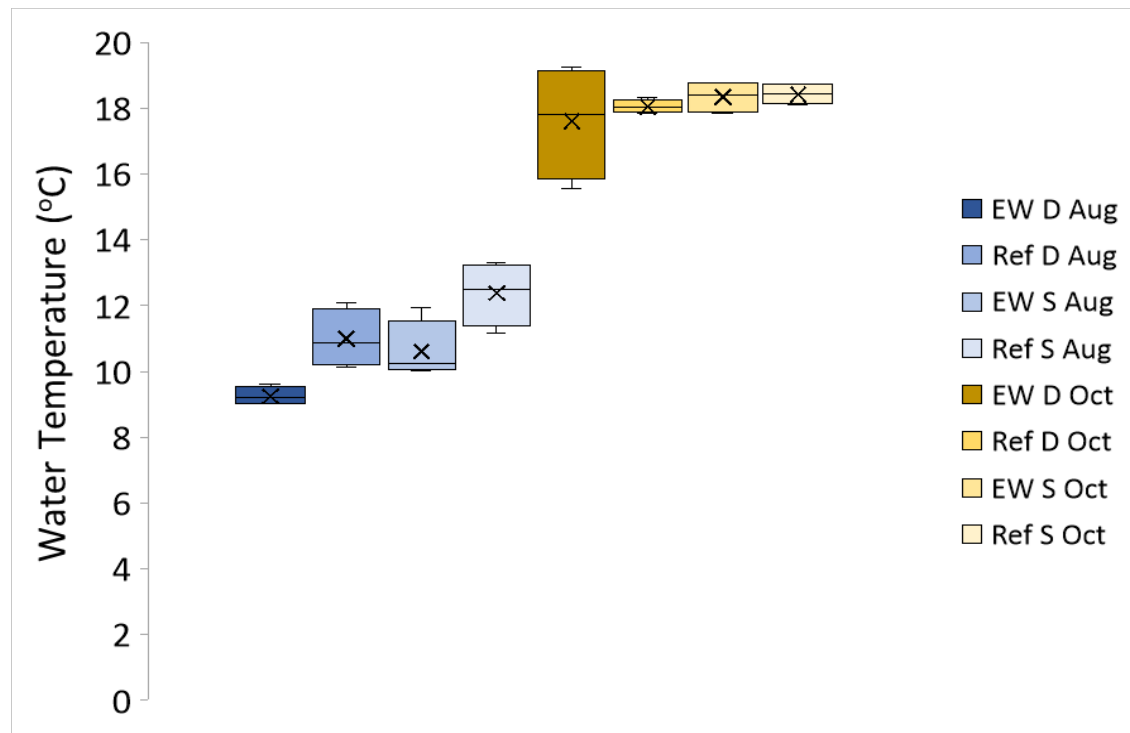 Water Temperature (ºC)
20
18
16
14
12
10
8
6
4
2
0
EW D Aug
Ref D Aug
EW S Aug
Ref S Aug
EW D Oct
Ref D Oct
EW S Oct
Ref S Oct